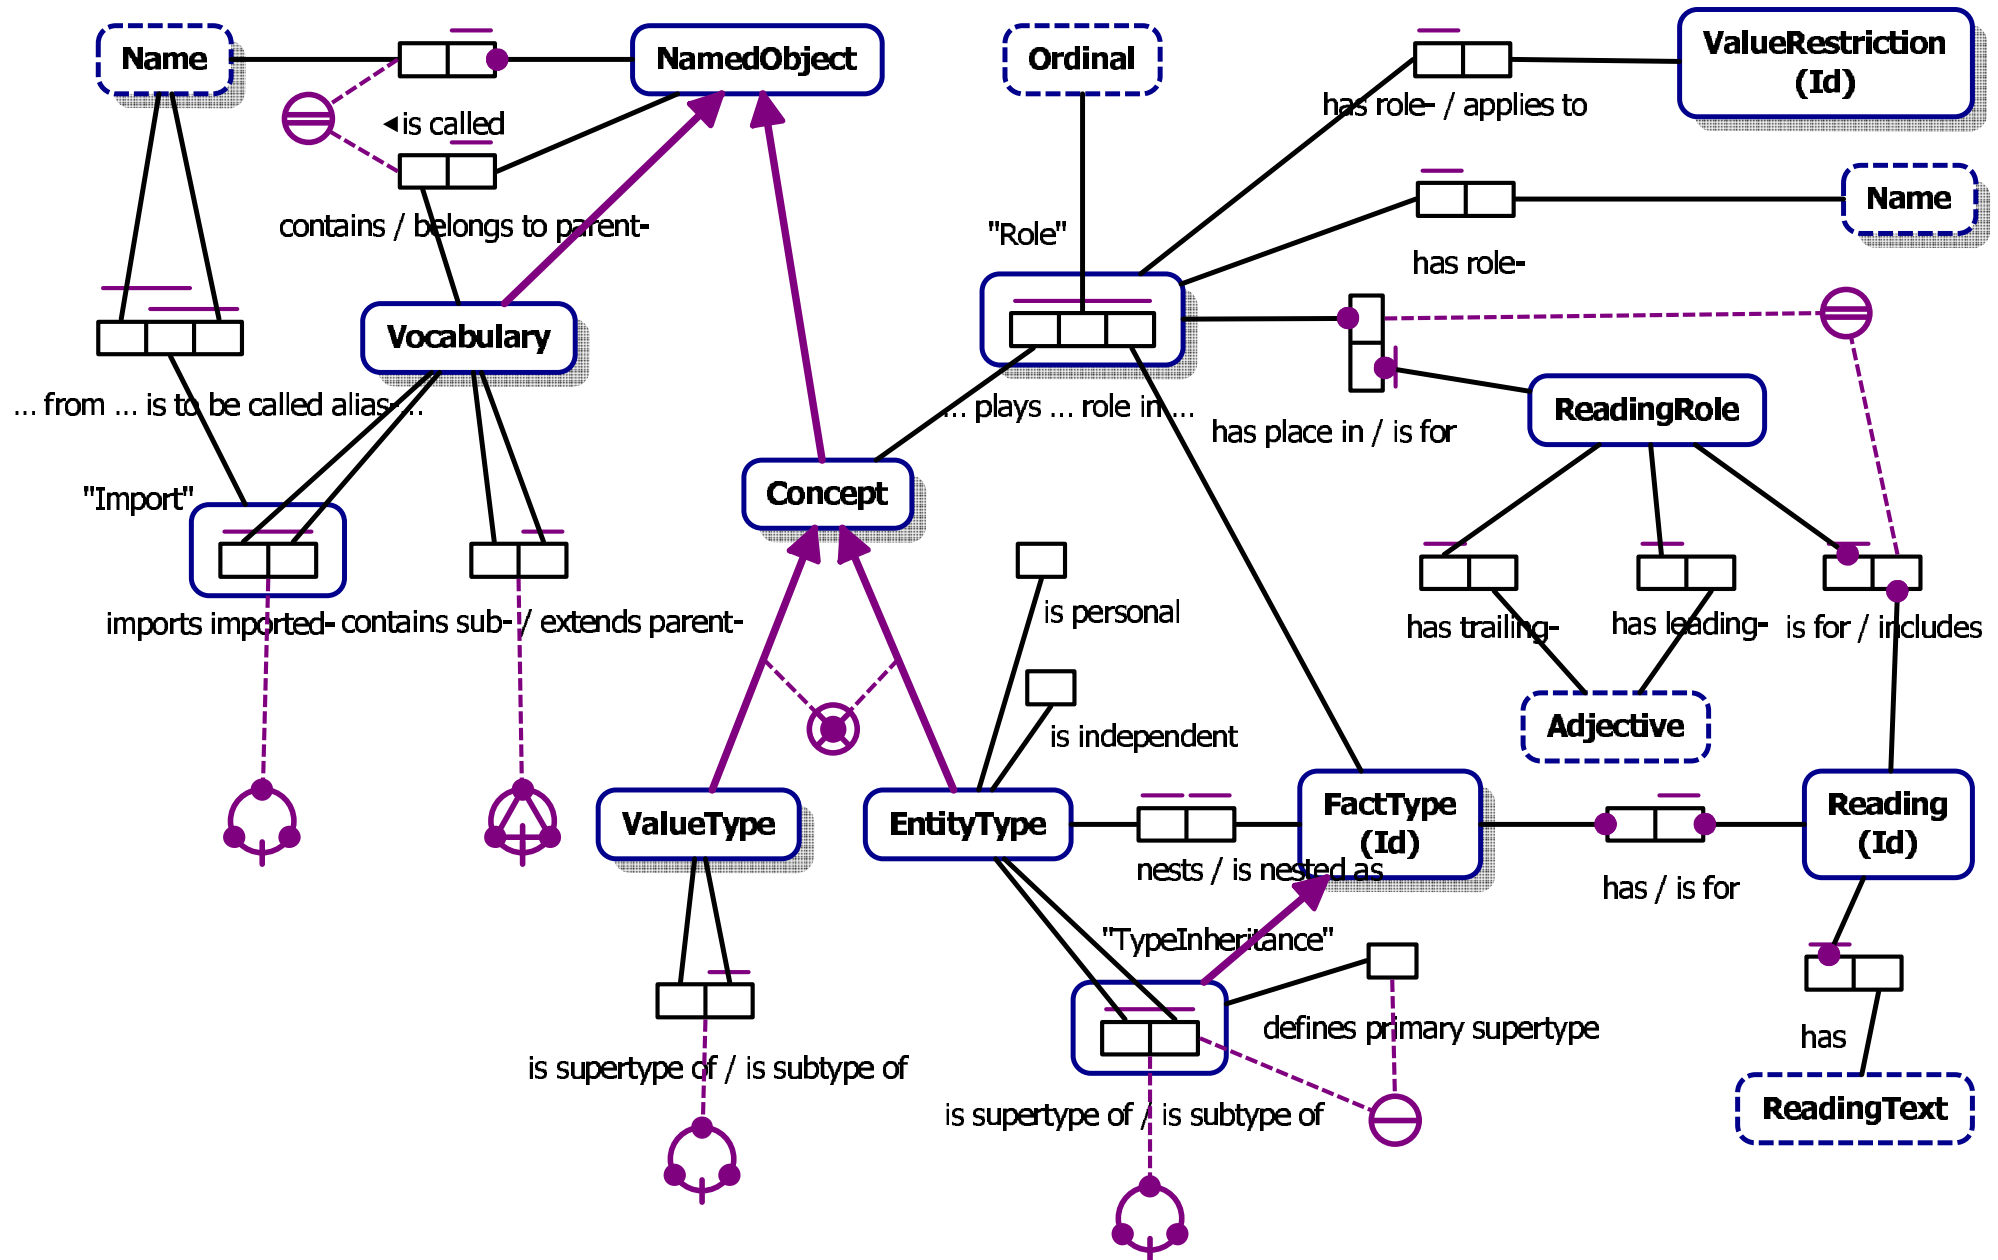 Name
NamedObject
Ordinal
ValueRestriction
(Id)
has role- / applies to
◄is called
Name
contains / belongs to parent-
"Role"
has role-
Vocabulary
... from ... is to be called alias-...
... plays ... role in ...
ReadingRole
has place in / is for
"Import"
Concept
is personal
imports imported-
contains sub- / extends parent-
has trailing-
has leading-
is for / includes
is independent
Adjective
ValueType
EntityType
FactType
(Id)
Reading
(Id)
nests / is nested as
has / is for
"TypeInheritance"
defines primary supertype
has
is supertype of / is subtype of
is supertype of / is subtype of
ReadingText